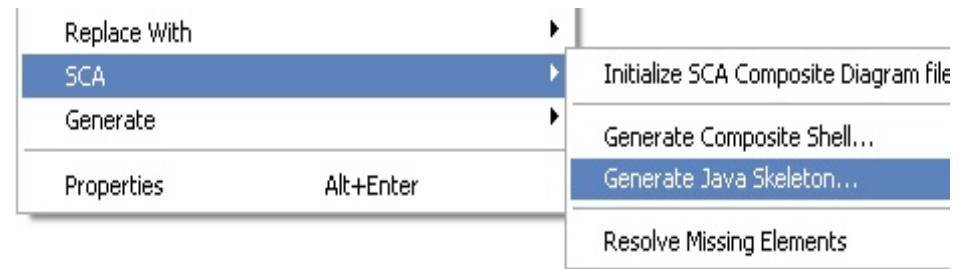 Replace With
SCA
Generate
Properties Alt+Enter
Initialize SCA Composite Diagram file
Generate Composite Shell...
Generate Java Skeleton...
Resolve Missing Elements